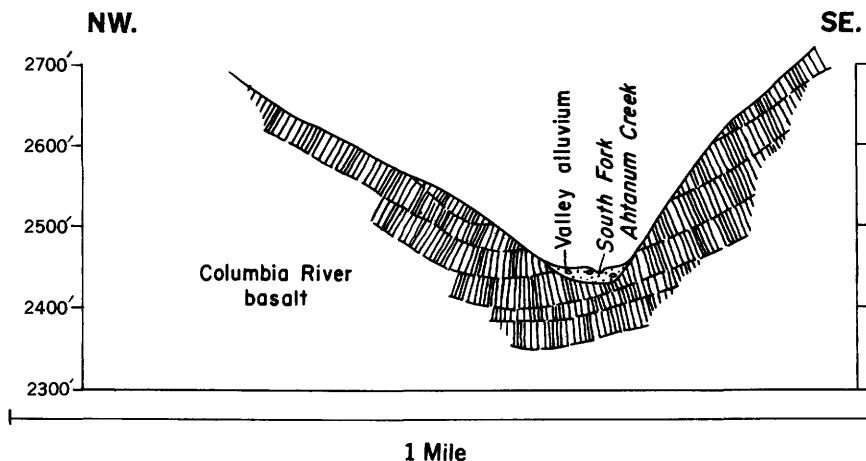 NW.
SE.
2700'
2600'
2500'
2400'
2300'
Valley alluvium
South Fork
Ahtanum Creek
Columbia River
basalt
1 Mile